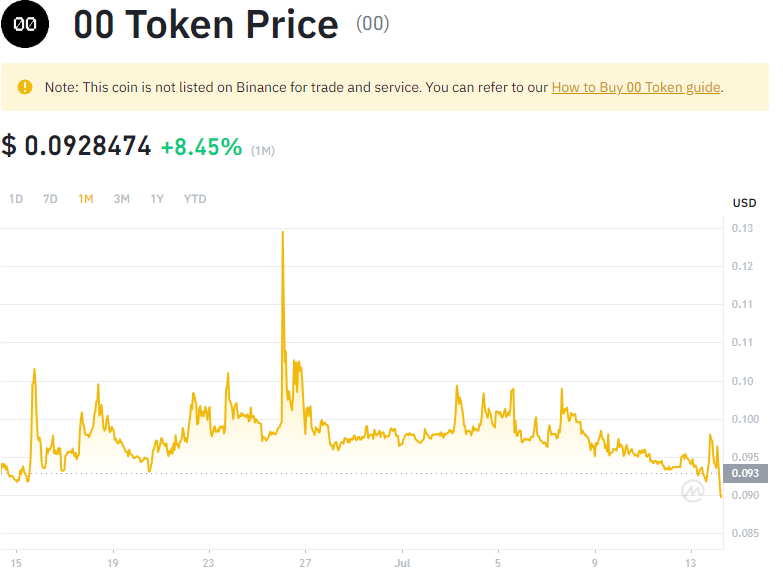 00
00 Token Price (00)
Note: This coin is not listed on Binance for trade and service. You can refer to our How to Buy 00 Token guide.
$ 0.0928474 +8.45% (1M)
1D 7D 1M 3M 1Y YTD
USD
0.13
0.12
0.11
0.11
0.10
0.100
0.095
0.093
0.090
0.085
15 19 23 27 Jul 5 9 13